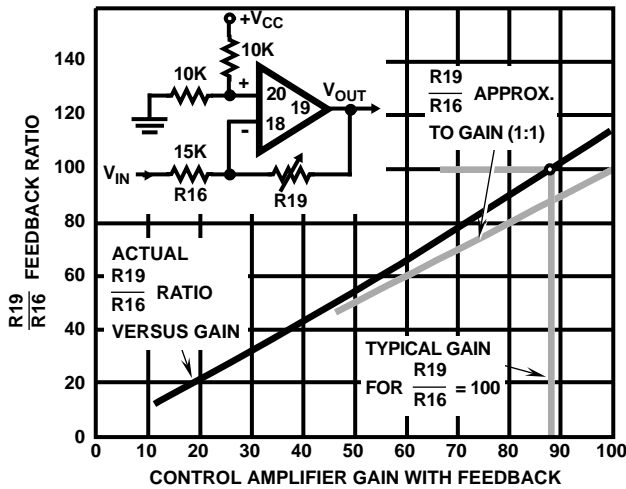 +VCC
10K
10K
VOUT
+
20
19
18
-
VIN
15K
R16
R19
R19
R16
APPROX.
TO GAIN (1:1)
ACTUAL
R19
R16
RATIO
VERSUS GAIN
TYPICAL GAIN
FOR
R19
R16
= 100
R19
R16
FEEDBACK RATIO
140
120
100
80
60
40
20
0
0 10 20 30 40 50 60 70 80 90 100
CONTROL AMPLIFIER GAIN WITH FEEDBACK